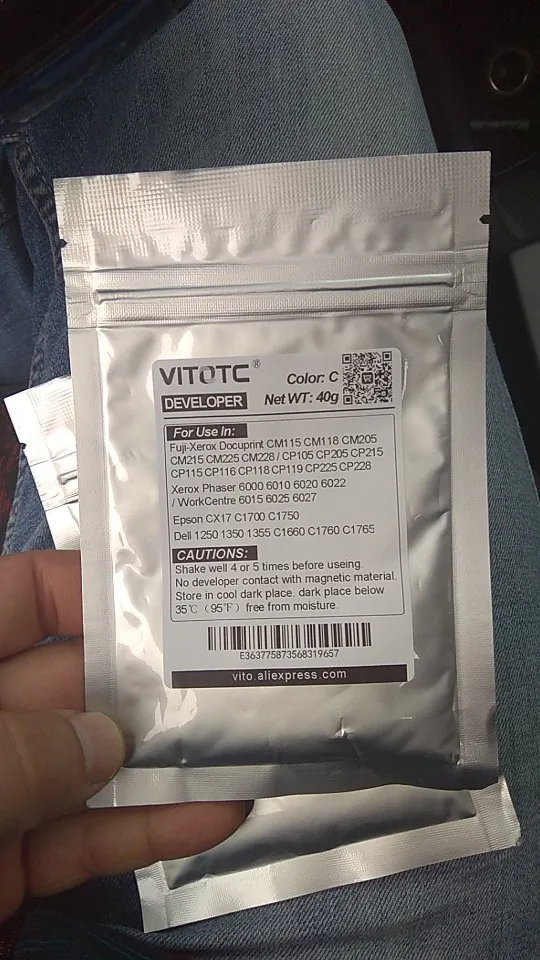 VITOTC®
DEVELOPER
Color: C
Net WT: 40g
For Use In:
Fuji-Xerox Docuprint CM115 CM118 CM205
CM215 CM225 CM228 / CP105 CP205 CP215
CP115 CP116 CP118 CP119 CP225 CP228
Xerox Phaser 6000 6010 6020 6022
/ WorkCentre 6015 6025 6027
Epson CX17 C1700 C1750
Dell 1250 1350 1355 C1660 C1760 C1765
CAUTIONS:
Shake well 4 or 5 times before useing.
No developer contact with magnetic material.
Store in cool dark place. dark place below
35℃（95℉）free from moisture.
E363775873568319657
vito.aliexpress.com